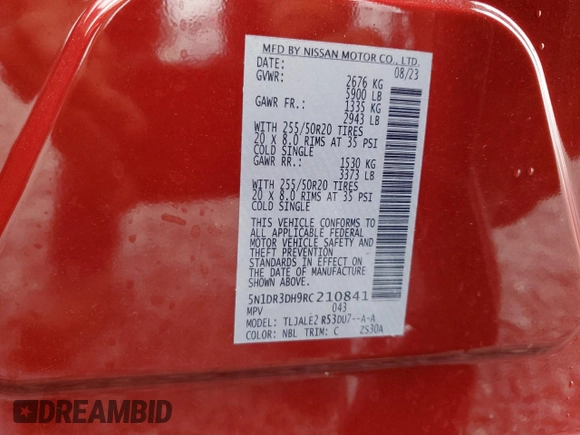 MFD BY NISSAN MOTOR CO., LTD.
DATE: 08/23
GVWR: 2676 KG
5900 LB
GAWR FR.: 1335 KG
2943 LB
WITH 255/50R20 TIRES
20 X 8.0 RIMS AT 35 PSI
COLD SINGLE
GAWR RR.: 1530 KG
3373 LB
WITH 255/50R20 TIRES
20 X 8.0 RIMS AT 35 PSI
COLD SINGLE
THIS VEHICLE CONFORMS TO
ALL APPLICABLE FEDERAL
MOTOR VEHICLE SAFETY AND
THEFT PREVENTION
STANDARDS IN EFFECT ON
THE DATE OF MANUFACTURE
SHOWN ABOVE.
5N1DR3DH9RC210841
MPV 043
MODEL: TLJALE2 R53DU7--A-A
COLOR: NBL TRIM: C ZS30A
DREAMBID